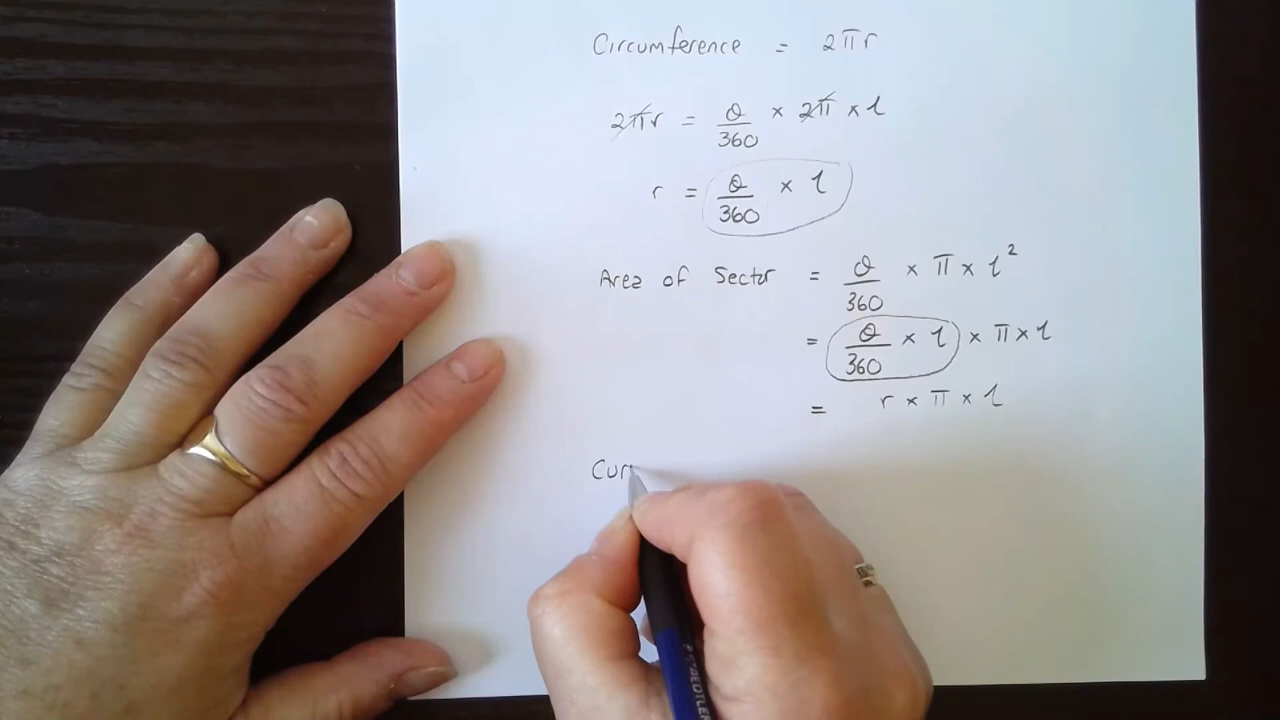 Circumference = 2πr
2πr = θ/360 × 2π × l
r = θ/360 × l
Area of Sector = θ/360 × π × l²
= θ/360 × l × π × l
= r × π × l
Cur
STAEDTLER